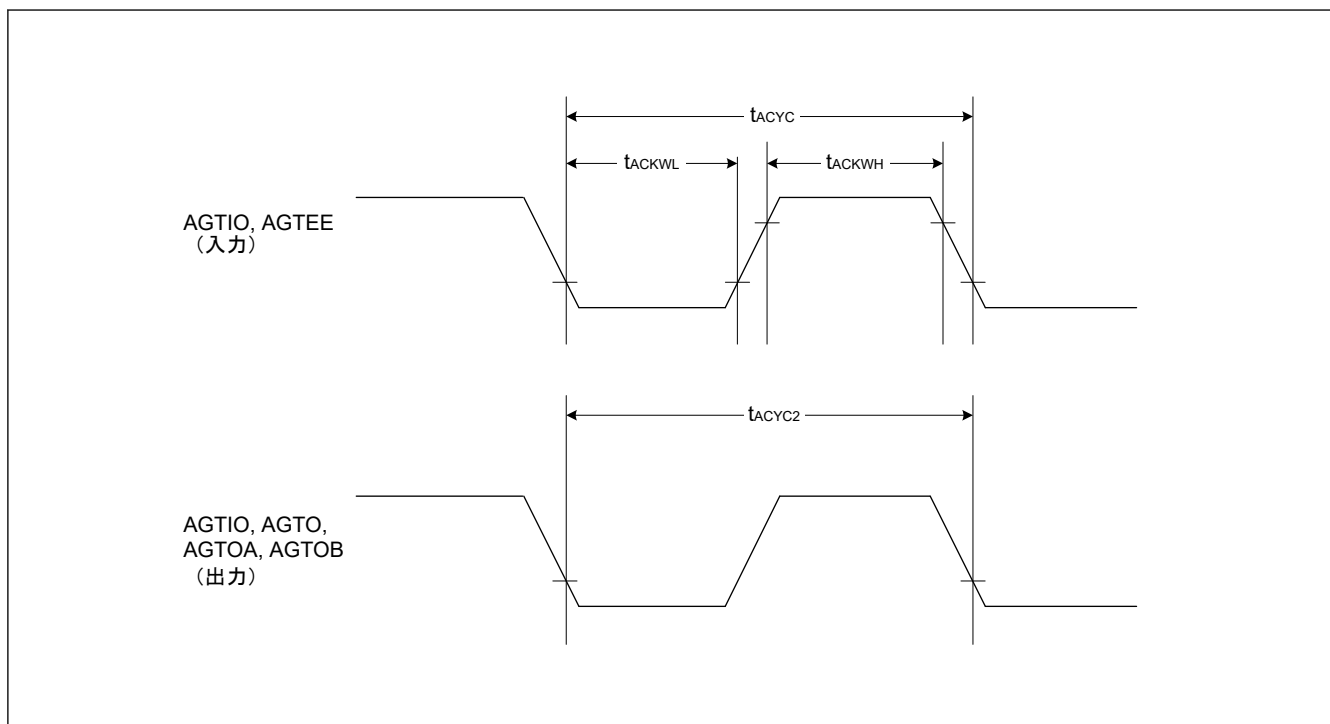 tACYC
tACKWL
tACKWH
AGTIO, AGTEE
（入力）
tACYC2
AGTIO, AGTO,
AGTOA, AGTOB
（出力）